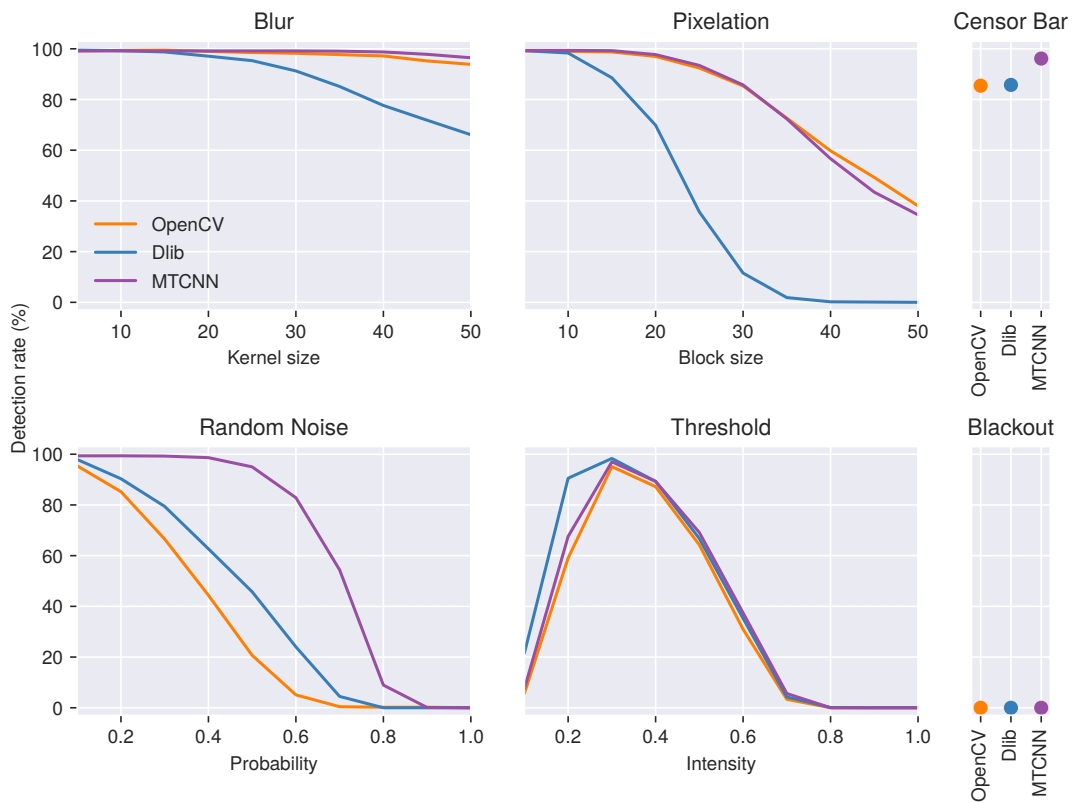 Blur
Pixelation
Censor Bar
100
80
60
40
20
0
OpenCV
Dlib
MTCNN
10 20 30 40 50
Kernel size
10 20 30 40 50
Block size
OpenCV
Dlib
MTCNN
Detection rate (%)
Random Noise
Threshold
Blackout
100
80
60
40
20
0
0.2 0.4 0.6 0.8 1.0
Probability
0.2 0.4 0.6 0.8 1.0
Intensity
OpenCV
Dlib
MTCNN